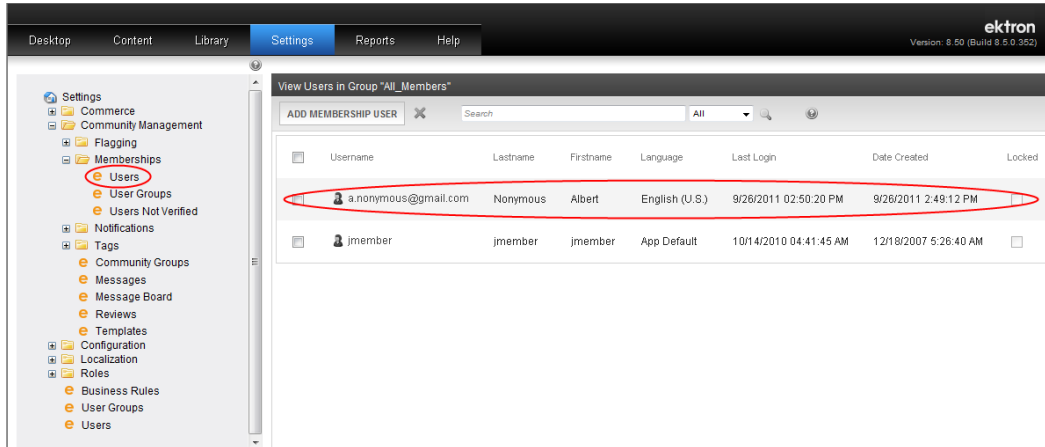 ektron
Version: 8.50 (Build 8.5.0.352)
Desktop Content Library Settings Reports Help
Settings
Commerce
Community Management
Flagging
Memberships
Users
User Groups
Users Not Verified
Notifications
Tags
Community Groups
Messages
Message Board
Reviews
Templates
Configuration
Localization
Roles
Business Rules
User Groups
Users
View Users in Group "All_Members"
ADD MEMBERSHIP USER Search All
Username Lastname Firstname Language Last Login Date Created Locked
a.nonymous@gmail.com Nonymous Albert English (U.S.) 9/26/2011 02:50:20 PM 9/26/2011 2:49:12 PM
jmember jmember jmember App Default 10/14/2010 04:41:45 AM 12/18/2007 5:26:40 AM